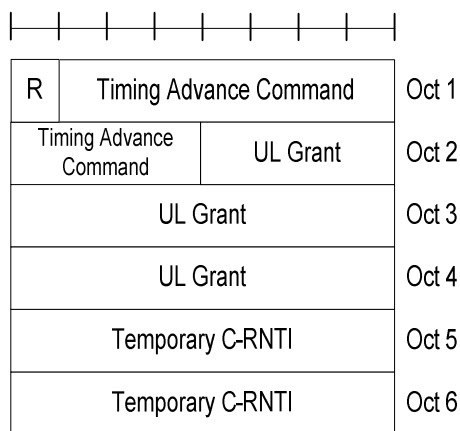 R Timing Advance Command Oct 1
Timing Advance
Command UL Grant Oct 2
UL Grant Oct 3
UL Grant Oct 4
Temporary C-RNTI Oct 5
Temporary C-RNTI Oct 6